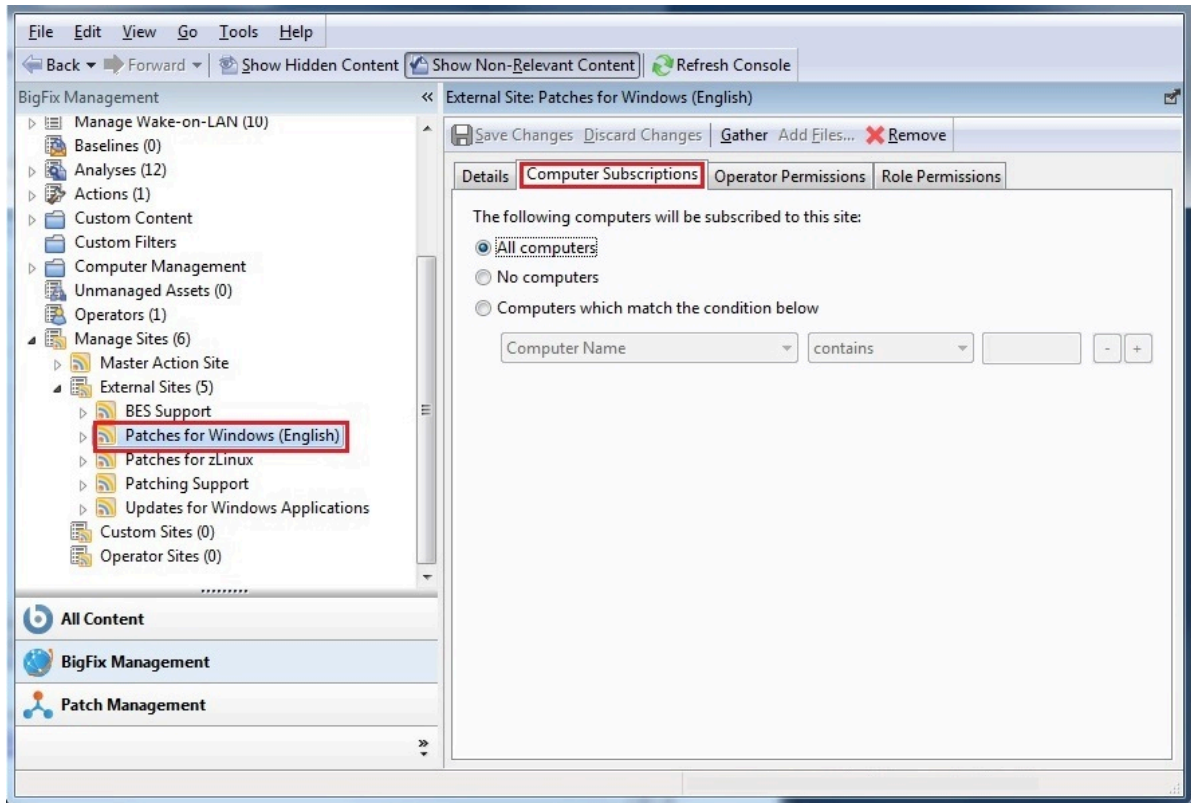 File Edit View Go Tools Help
Back Forward Show Hidden Content Show Non-Relevant Content Refresh Console
BigFix Management «
Manage Wake-on-LAN (10)
Baselines (0)
Analyses (12)
Actions (1)
Custom Content
Custom Filters
Computer Management
Unmanaged Assets (0)
Operators (1)
Manage Sites (6)
Master Action Site
External Sites (5)
BES Support
Patches for Windows (English)
Patches for zLinux
Patching Support
Updates for Windows Applications
Custom Sites (0)
Operator Sites (0)
All Content
BigFix Management
Patch Management
»
External Site: Patches for Windows (English)
Save Changes Discard Changes Gather Add Files... Remove
Details Computer Subscriptions Operator Permissions Role Permissions
The following computers will be subscribed to this site:
All computers
No computers
Computers which match the condition below
Computer Name contains - +